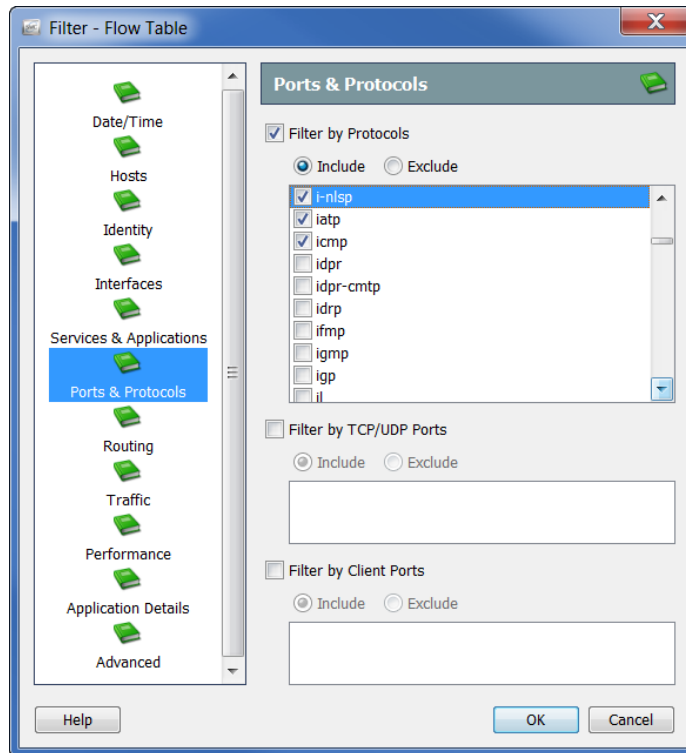 Filter - Flow Table
Date/Time
Hosts
Identity
Interfaces
Services & Applications
Ports & Protocols
Routing
Traffic
Performance
Application Details
Advanced
Ports & Protocols
Filter by Protocols
Include Exclude
i-nlsp
iatp
icmp
idpr
idpr-cmtp
idrp
ifmp
igmp
igp
il
Filter by TCP/UDP Ports
Include Exclude
Filter by Client Ports
Include Exclude
Help OK Cancel